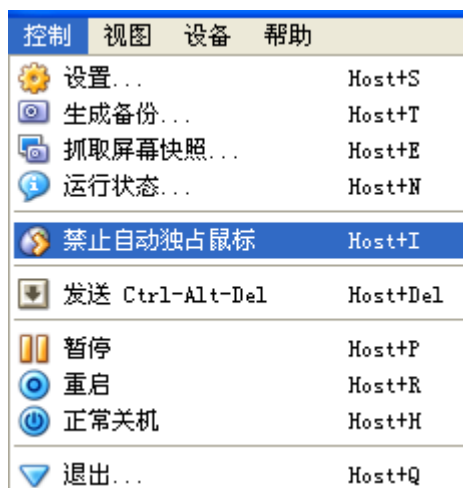 控制 视图 设备 帮助
设置... Host+S
生成备份... Host+T
抓取屏幕快照... Host+E
运行状态... Host+N
禁止自动独占鼠标 Host+I
发送 Ctrl-Alt-Del Host+Del
暂停 Host+P
重启 Host+R
正常关机 Host+H
退出... Host+Q